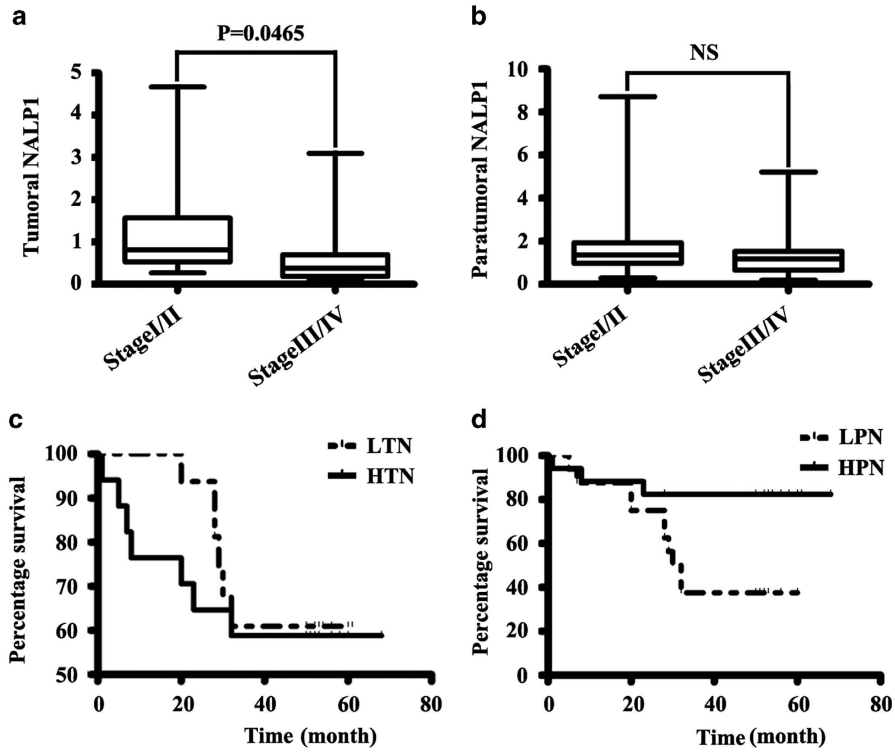 a
P=0.0465
Tumoral NALP1
5
4
3
2
1
0
StageI/II
StageIII/IV
b
NS
Paratumoral NALP1
10
8
6
4
2
0
StageI/II
StageIII/IV
c
LTN
HTN
Percentage survival
100
90
80
70
60
50
0
20
40
60
80
Time (month)
d
LPN
HPN
Percentage survival
100
80
60
40
20
0
0
20
40
60
80
Time (month)